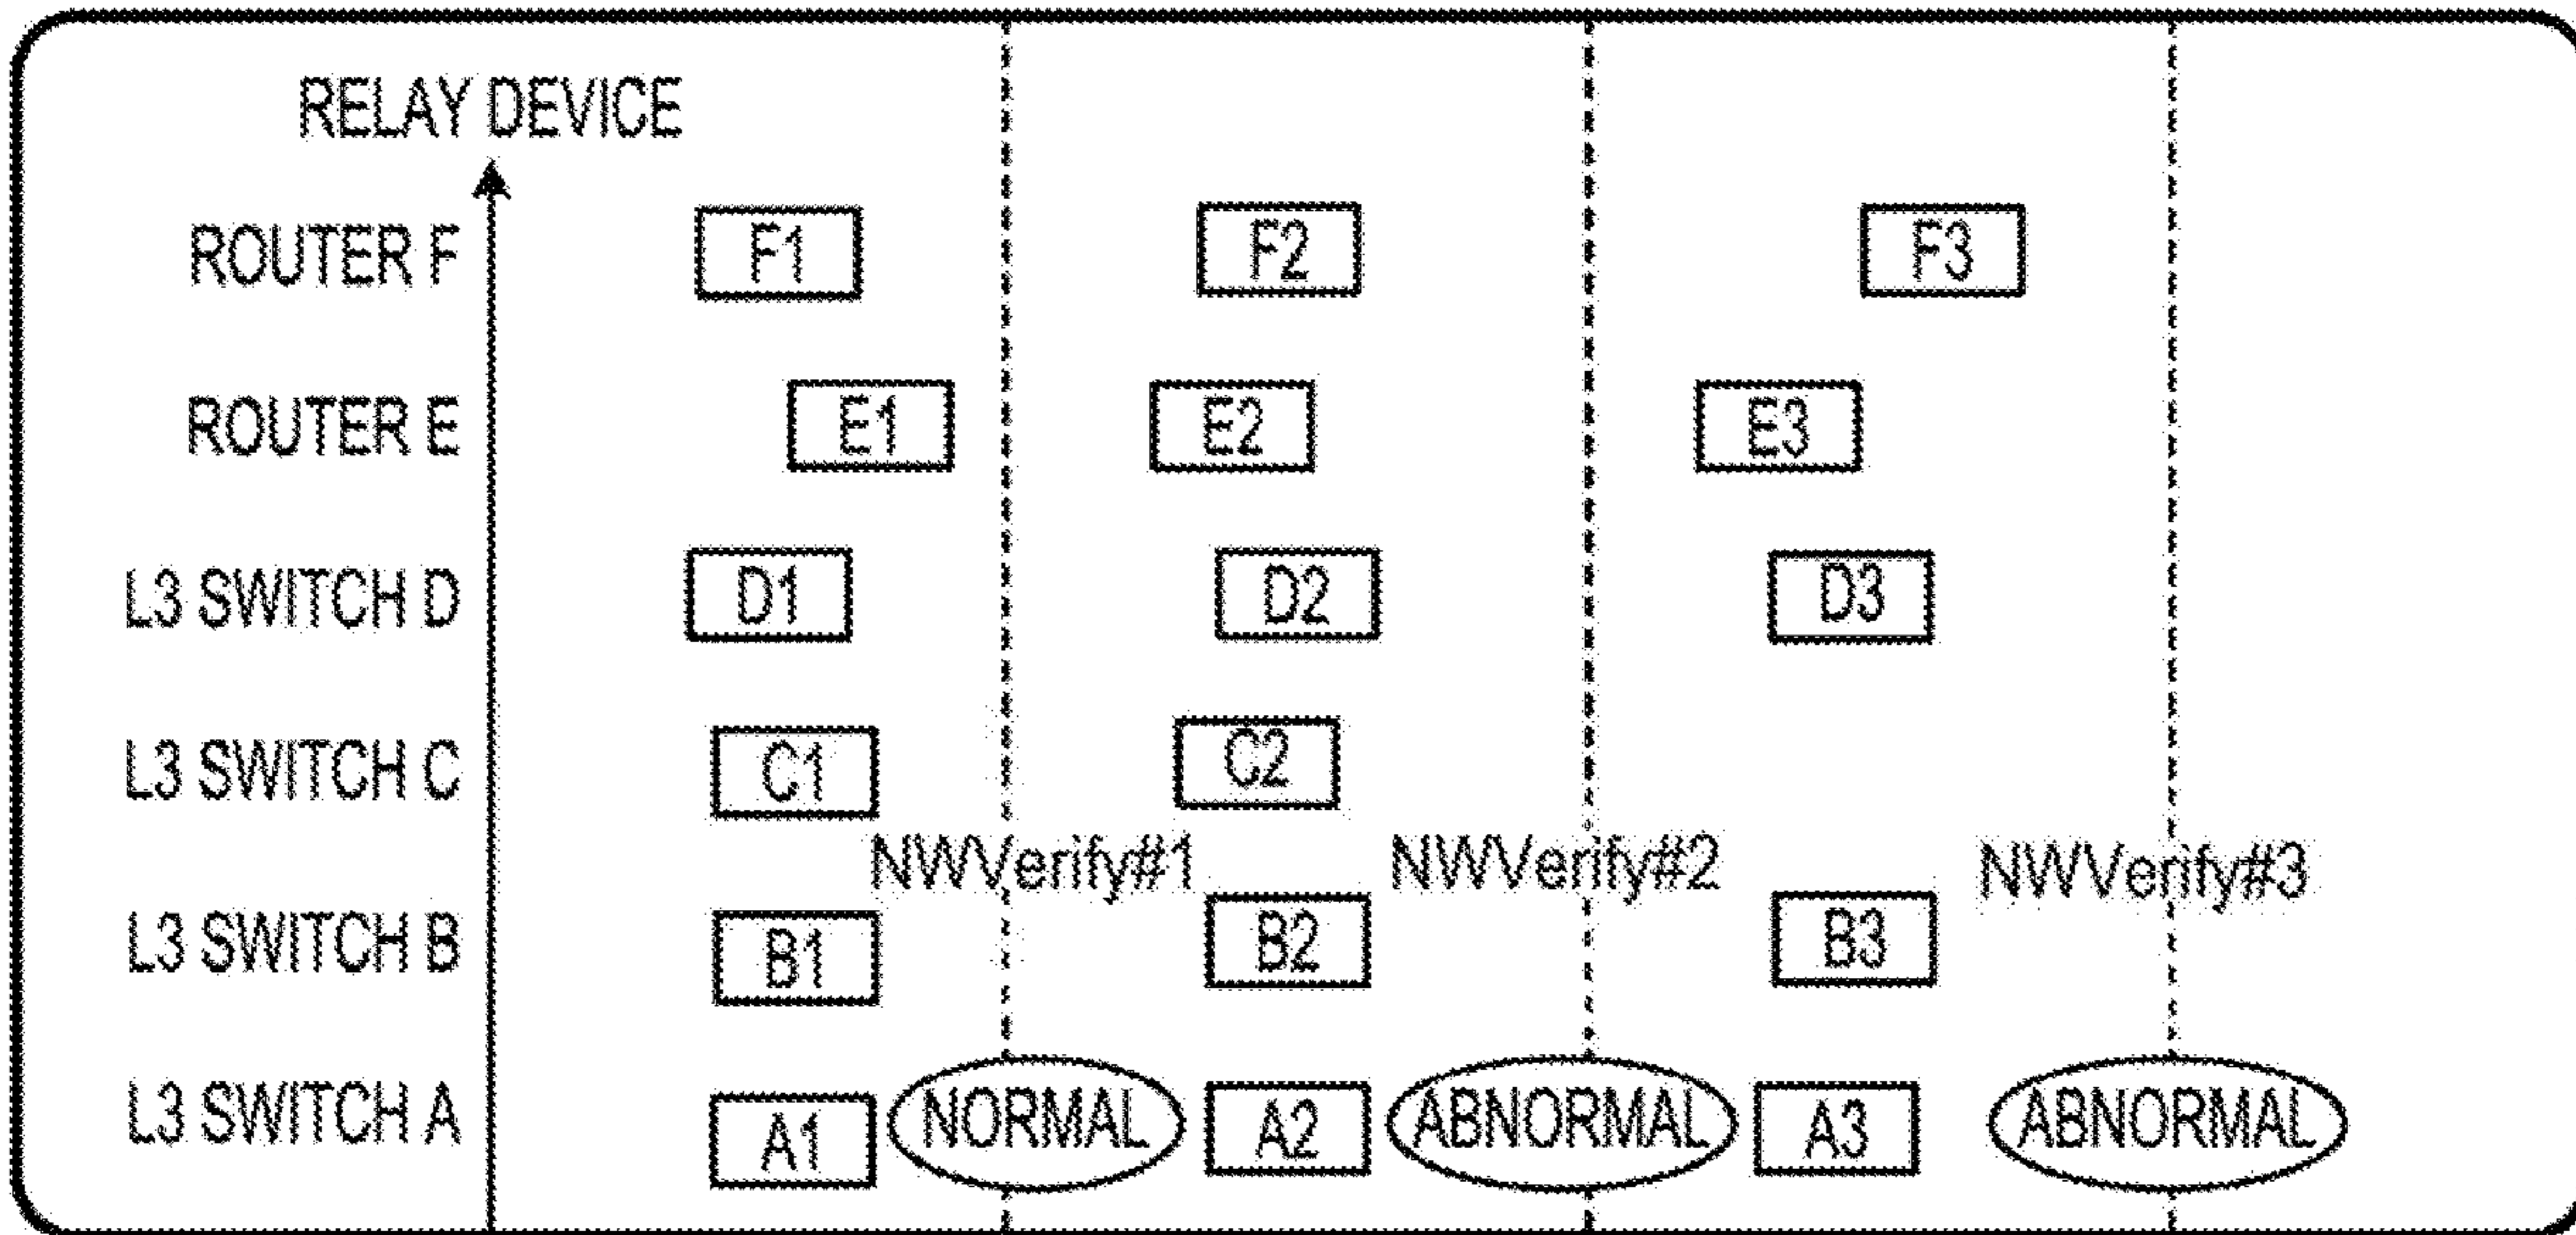 RELAY DEVICE
ROUTER F F1 F2 F3
ROUTER E E1 E2 E3
L3 SWITCH D D1 D2 D3
L3 SWITCH C C1 C2
NWVerify#1 NWVerify#2 NWVerify#3
L3 SWITCH B B1 B2 B3
L3 SWITCH A A1 NORMAL A2 ABNORMAL A3 ABNORMAL